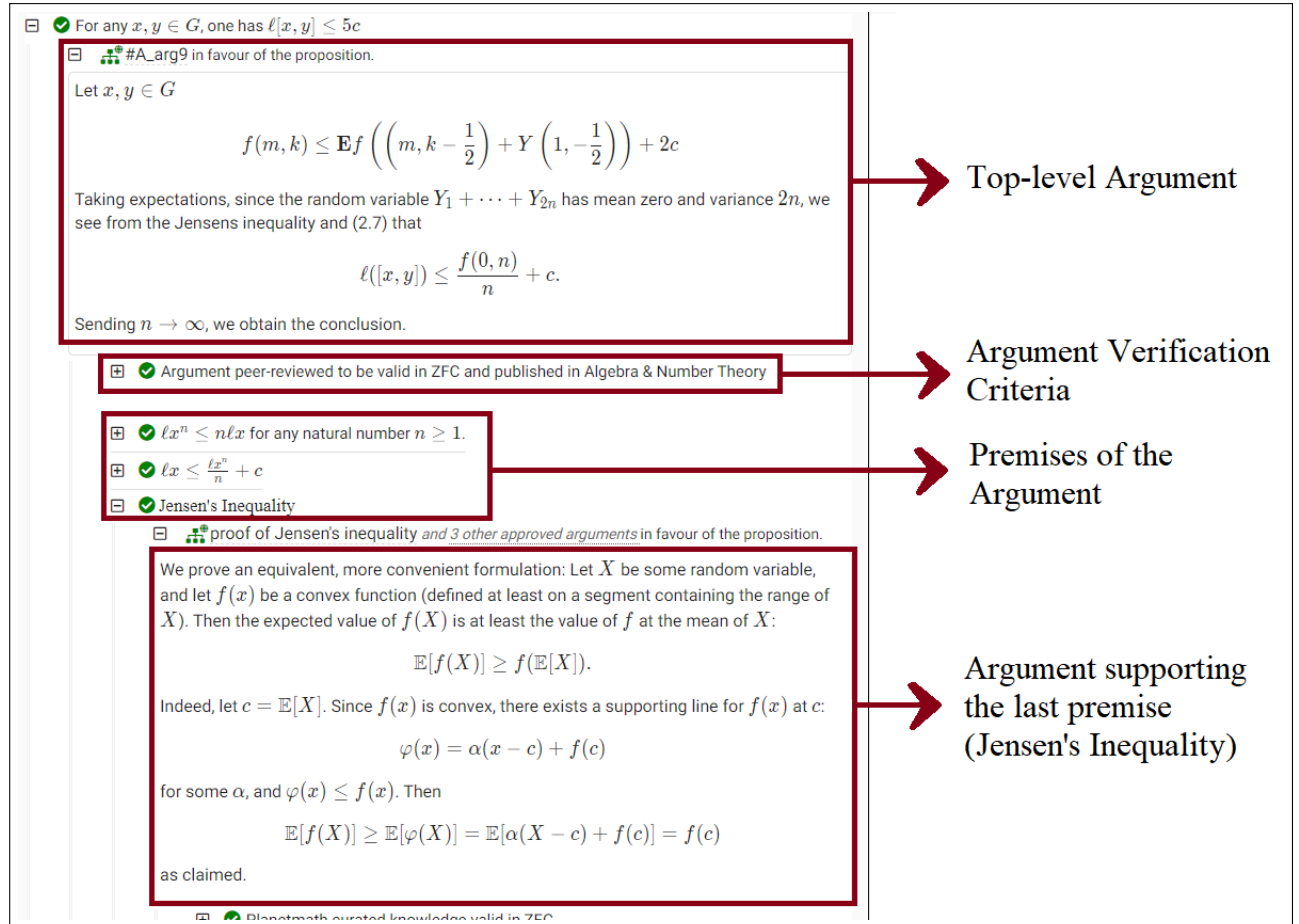 For any x, y ∈ G, one has ℓ[x, y] ≤ 5c
#A_arg9 in favour of the proposition.
Let x, y ∈ G
f(m, k) ≤ Ef ( ( m, k − 1/2 ) + Y ( 1, −1/2 ) ) + 2c
Taking expectations, since the random variable Y₁ + ⋯ + Y₂ₙ has mean zero and variance 2n, we
see from the Jensens inequality and (2.7) that
ℓ([x, y]) ≤ f(0, n)/n + c.
Sending n → ∞, we obtain the conclusion.
Top-level Argument
Argument peer-reviewed to be valid in ZFC and published in Algebra & Number Theory
Argument Verification
Criteria
ℓxⁿ ≤ nℓx for any natural number n ≥ 1.
ℓx ≤ ℓxⁿ/n + c
Jensen's Inequality
Premises of the
Argument
proof of Jensen's inequality and 3 other approved arguments in favour of the proposition.
We prove an equivalent, more convenient formulation: Let X be some random variable,
and let f(x) be a convex function (defined at least on a segment containing the range of
X). Then the expected value of f(X) is at least the value of f at the mean of X:
𝔼[f(X)] ≥ f(𝔼[X]).
Indeed, let c = 𝔼[X]. Since f(x) is convex, there exists a supporting line for f(x) at c:
φ(x) = α(x − c) + f(c)
for some α, and φ(x) ≤ f(x). Then
𝔼[f(X)] ≥ 𝔼[φ(X)] = 𝔼[α(X − c) + f(c)] = f(c)
as claimed.
Argument supporting
the last premise
(Jensen's Inequality)
Planetmath curated knowledge valid in ZFC